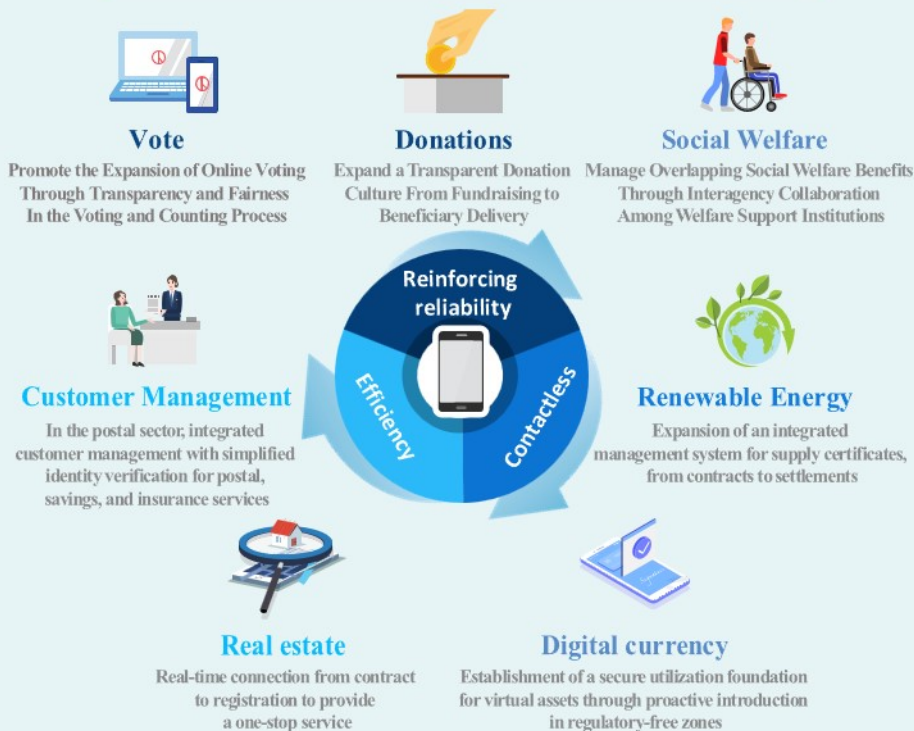 Vote
Promote the Expansion of Online Voting
Through Transparency and Fairness
In the Voting and Counting Process
Donations
Expand a Transparent Donation
Culture From Fundraising to
Beneficiary Delivery
Social Welfare
Manage Overlapping Social Welfare Benefits
Through Interagency Collaboration
Among Welfare Support Institutions
Reinforcing
reliability
Efficiency
Contactless
Customer Management
In the postal sector, integrated
customer management with simplified
identity verification for postal,
savings, and insurance services
Renewable Energy
Expansion of an integrated
management system for supply certificates,
from contracts to settlements
Real estate
Real-time connection from contract
to registration to provide
a one-stop service
Digital currency
Establishment of a secure utilization foundation
for virtual assets through proactive introduction
in regulatory-free zones